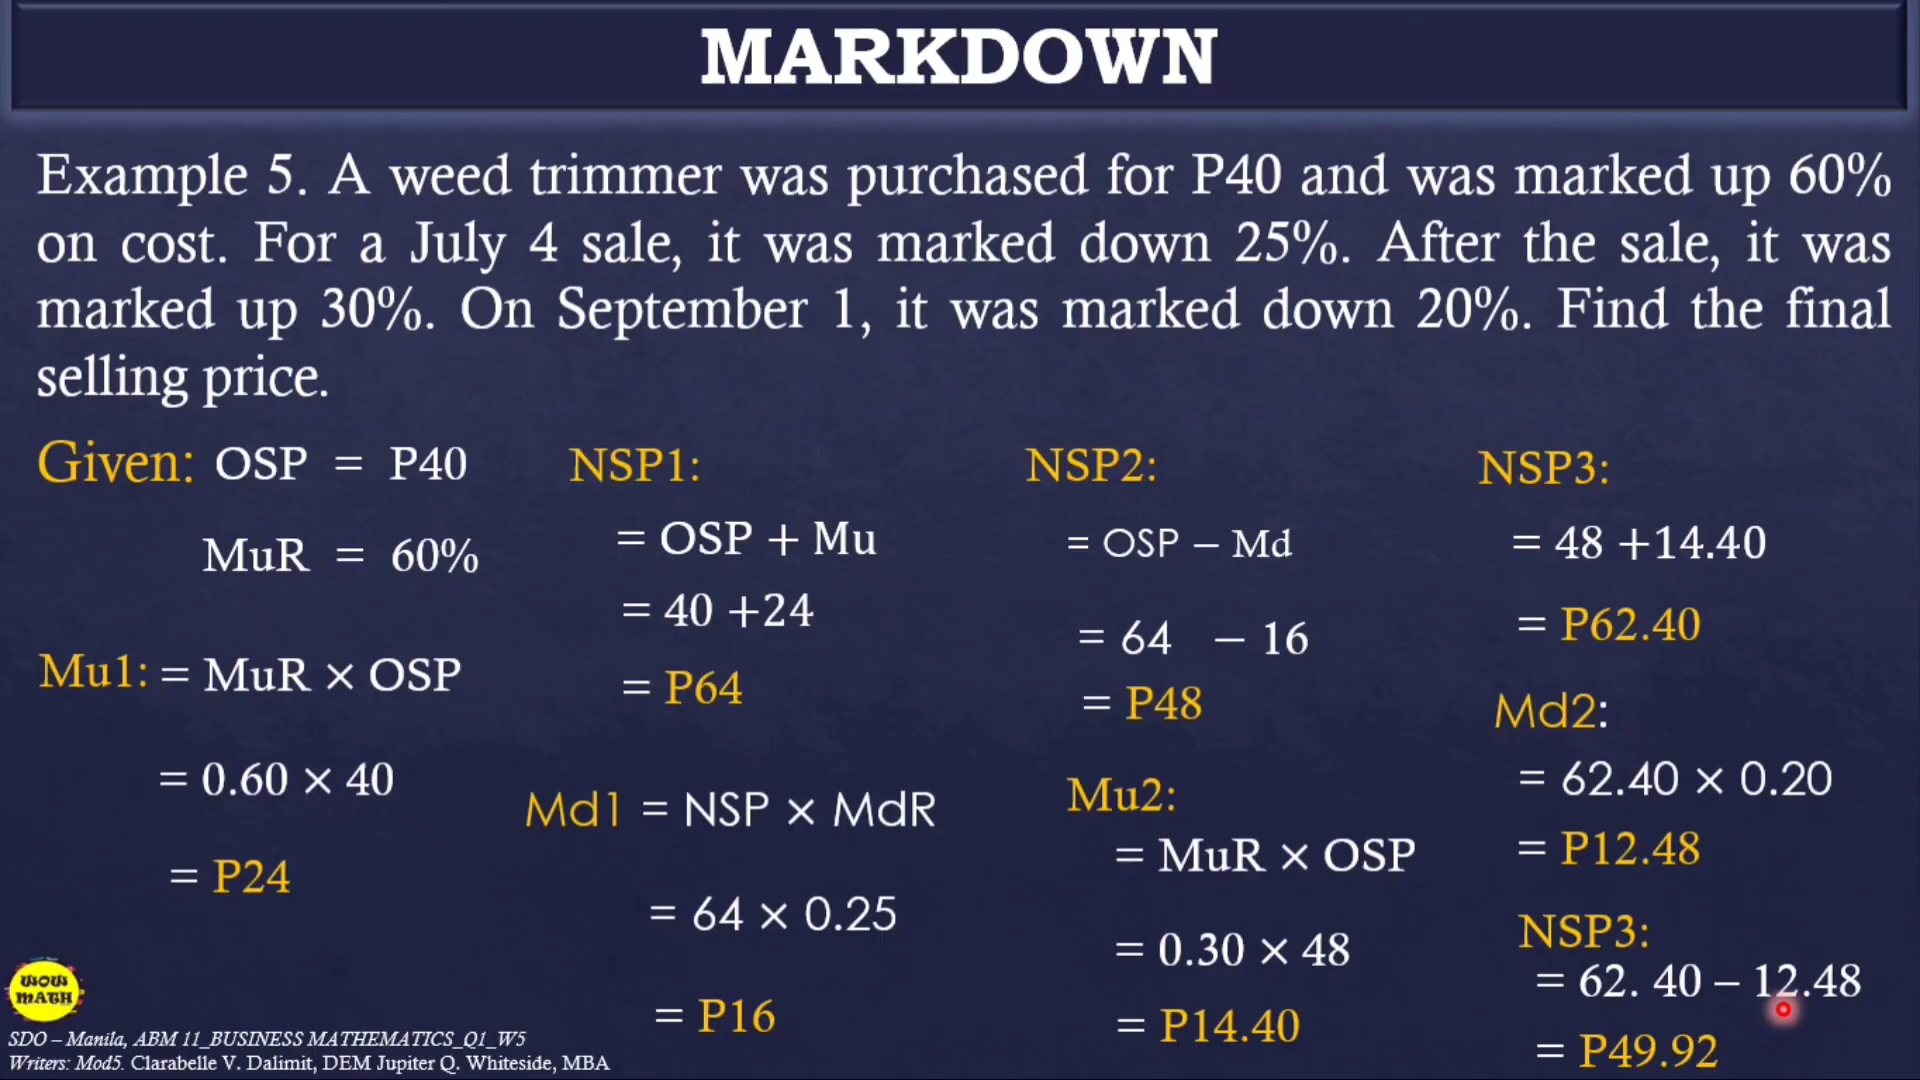 MARKDOWN
Example 5. A weed trimmer was purchased for P40 and was marked up 60%
on cost. For a July 4 sale, it was marked down 25%. After the sale, it was
marked up 30%. On September 1, it was marked down 20%. Find the final
selling price.
Given: OSP = P40
MuR = 60%
Mu1: = MuR × OSP
= 0.60 × 40
= P24
NSP1:
= OSP + Mu
= 40 +24
= P64
Md1 = NSP × MdR
= 64 × 0.25
= P16
NSP2:
= OSP – Md
= 64 – 16
= P48
Mu2:
= MuR × OSP
= 0.30 × 48
= P14.40
NSP3:
= 48 +14.40
= P62.40
Md2:
= 62.40 × 0.20
= P12.48
NSP3:
= 62. 40 – 12.48
= P49.92
WOW
MATH
SDO – Manila, ABM 11_BUSINESS MATHEMATICS_Q1_W5
Writers: Mod5. Clarabelle V. Dalimit, DEM Jupiter Q. Whiteside, MBA